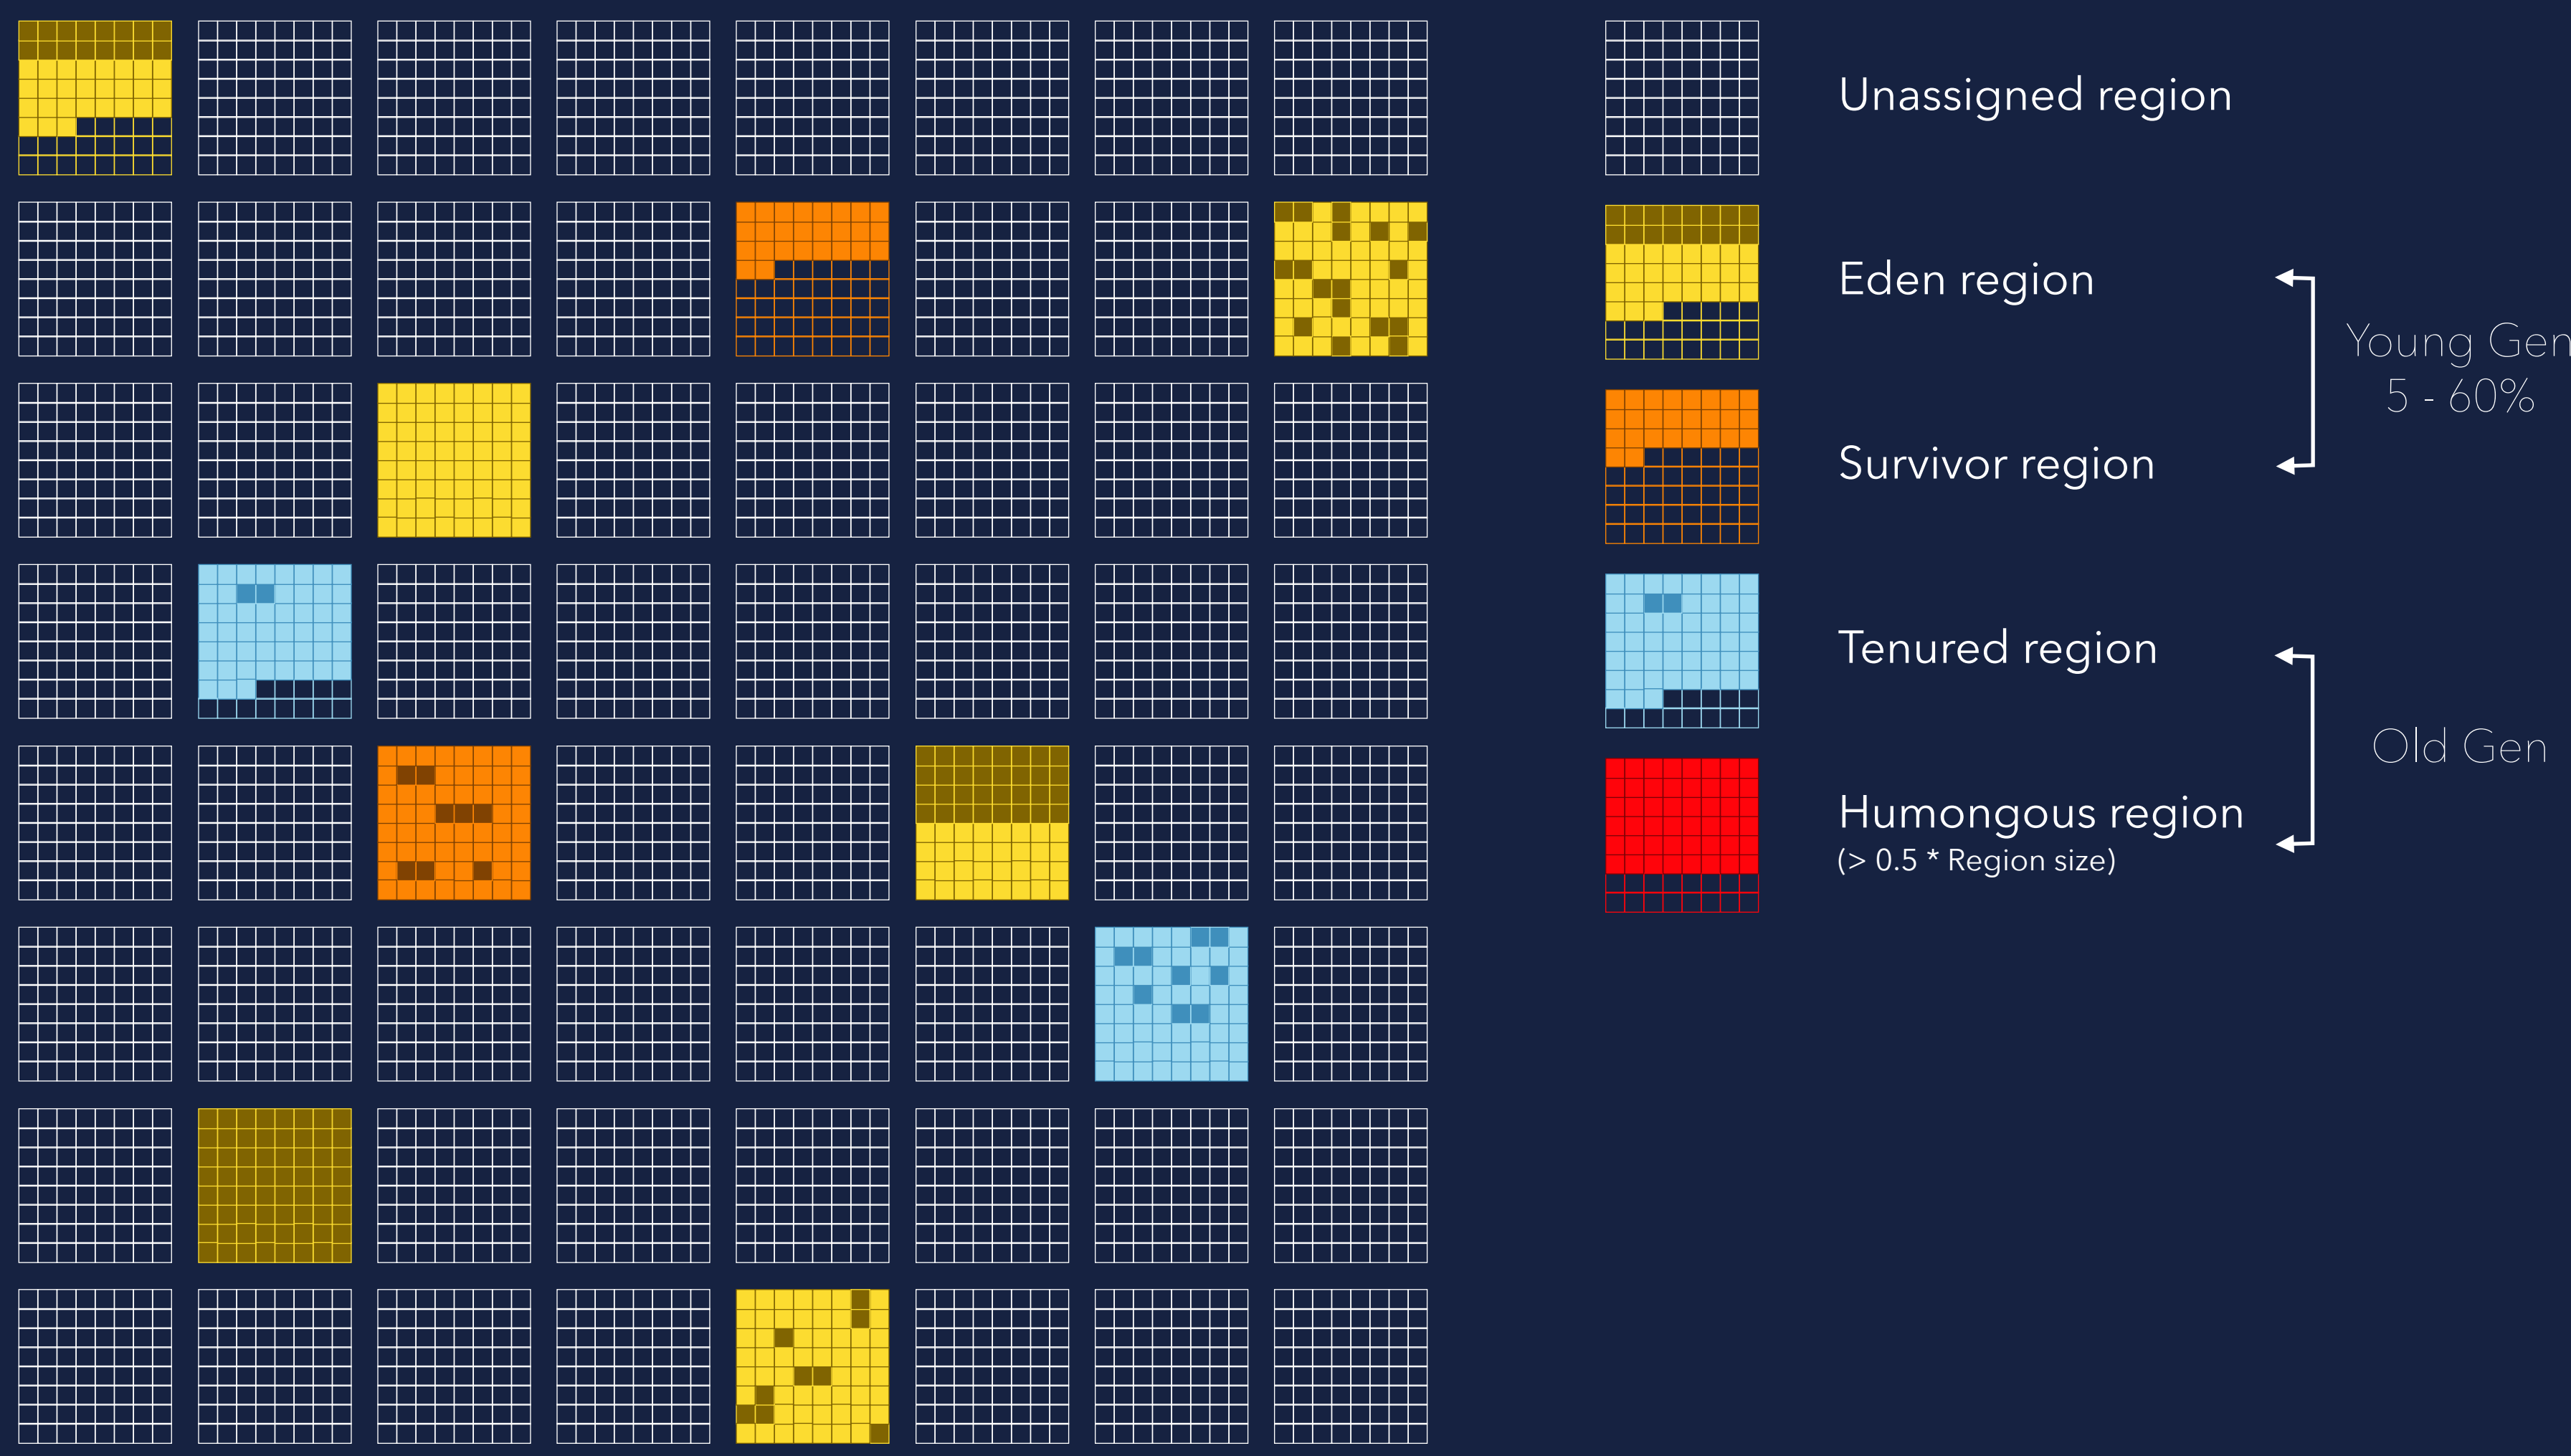 Unassigned region
Eden region
Young Gen
5 - 60%
Survivor region
Tenured region
Old Gen
Humongous region
(> 0.5 * Region size)